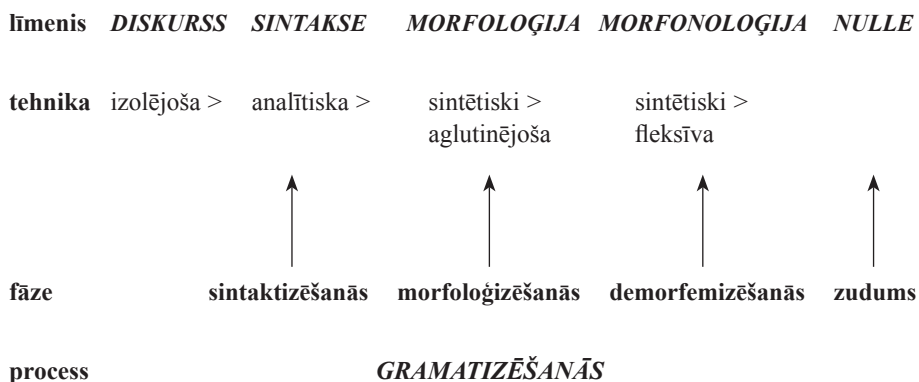 līmenis DISKURSS SINTAKSE MORFOLOĢIJA MORFONOLOĢIJA NULLE
tehnika izolējoša > analītiska > sintētiski > sintētiski >
aglutinējoša fleksīva
fāze sintaktizēšanās morfoloģizēšanās demorfemizēšanās zudums
process GRAMATIZĒŠANĀS